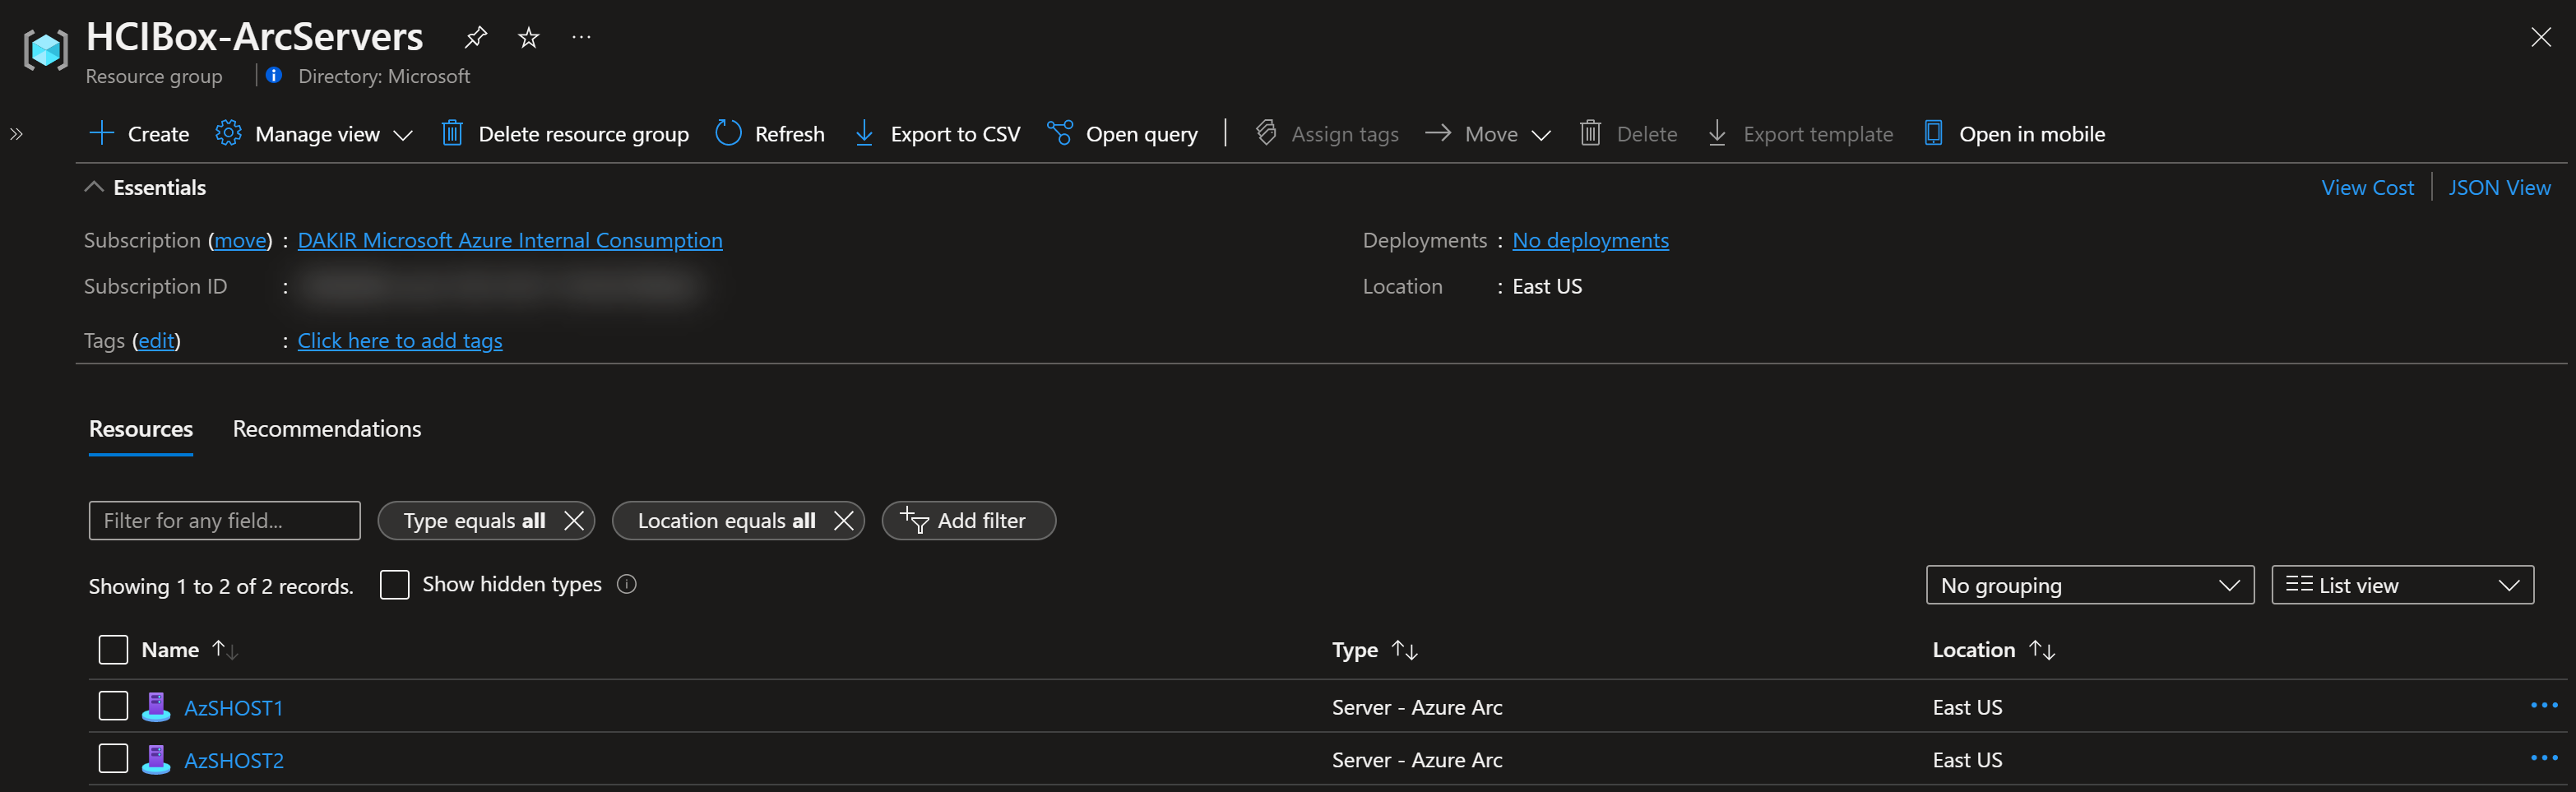 HCIBox-ArcServers
Resource group Directory: Microsoft
Create Manage view Delete resource group Refresh Export to CSV Open query Assign tags Move Delete Export template Open in mobile
Essentials View Cost JSON View
Subscription (move) : DAKIR Microsoft Azure Internal Consumption Deployments : No deployments
Subscription ID : Location : East US
Tags (edit) : Click here to add tags
Resources Recommendations
Filter for any field... Type equals all Location equals all Add filter
Showing 1 to 2 of 2 records. Show hidden types No grouping List view
Name Type Location
AzSHOST1 Server - Azure Arc East US
AzSHOST2 Server - Azure Arc East US